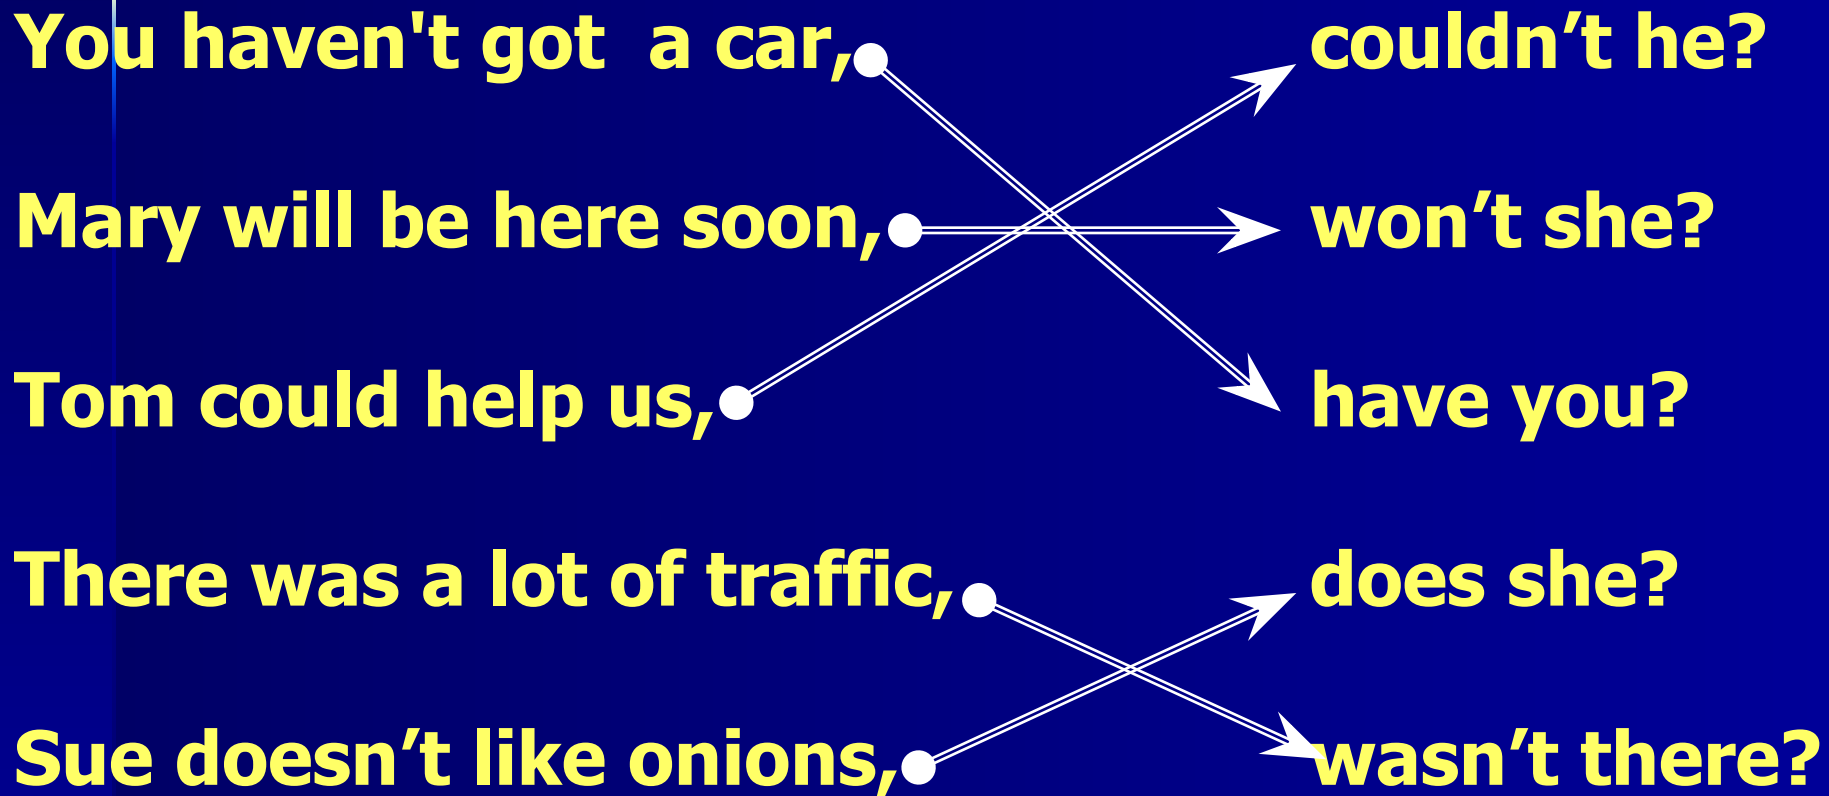 You haven't got  a car, couldn’t he?
Mary will be here soon, won’t she?
Tom could help us, have you?
There was a lot of traffic, does she?
Sue doesn’t like onions, wasn’t there?